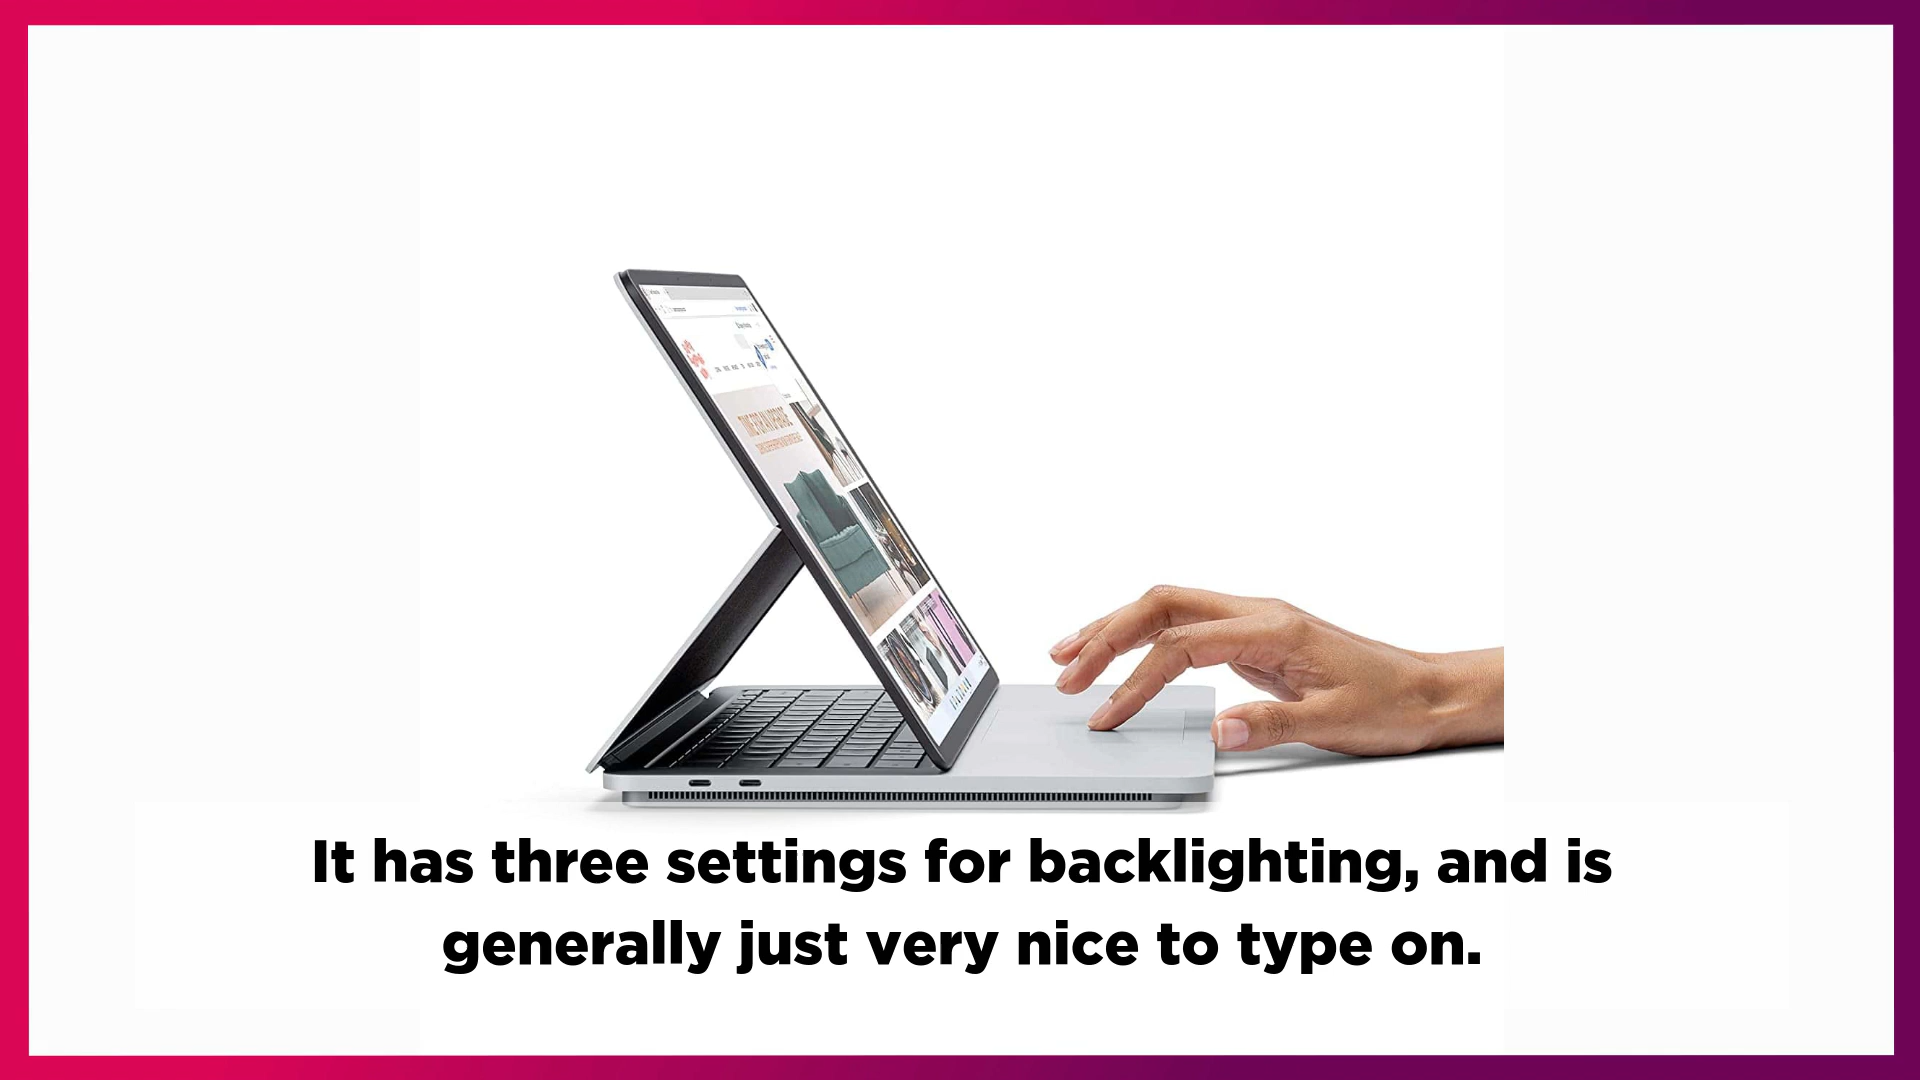 It has three settings for backlighting, and is
generally just very nice to type on.